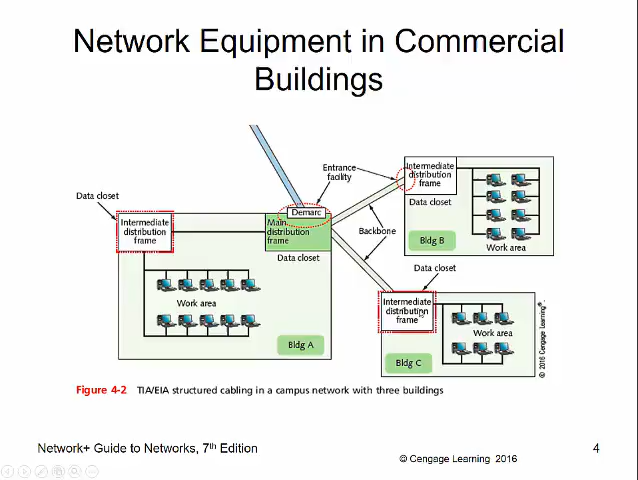 Network Equipment in Commercial
Buildings
Entrance
facility
Intermediate
distribution
frame
Data closet
Data closet
Demarc
Intermediate
distribution
frame
Main
distribution
frame
Backbone
Bldg B
Work area
Data closet
Data closet
Intermediate
distribution
frame
Work area
Work area
Bldg A
Bldg C
© 2016 Cengage Learning®
Figure 4-2 TIA/EIA structured cabling in a campus network with three buildings
Network+ Guide to Networks, 7th Edition
4
© Cengage Learning 2016